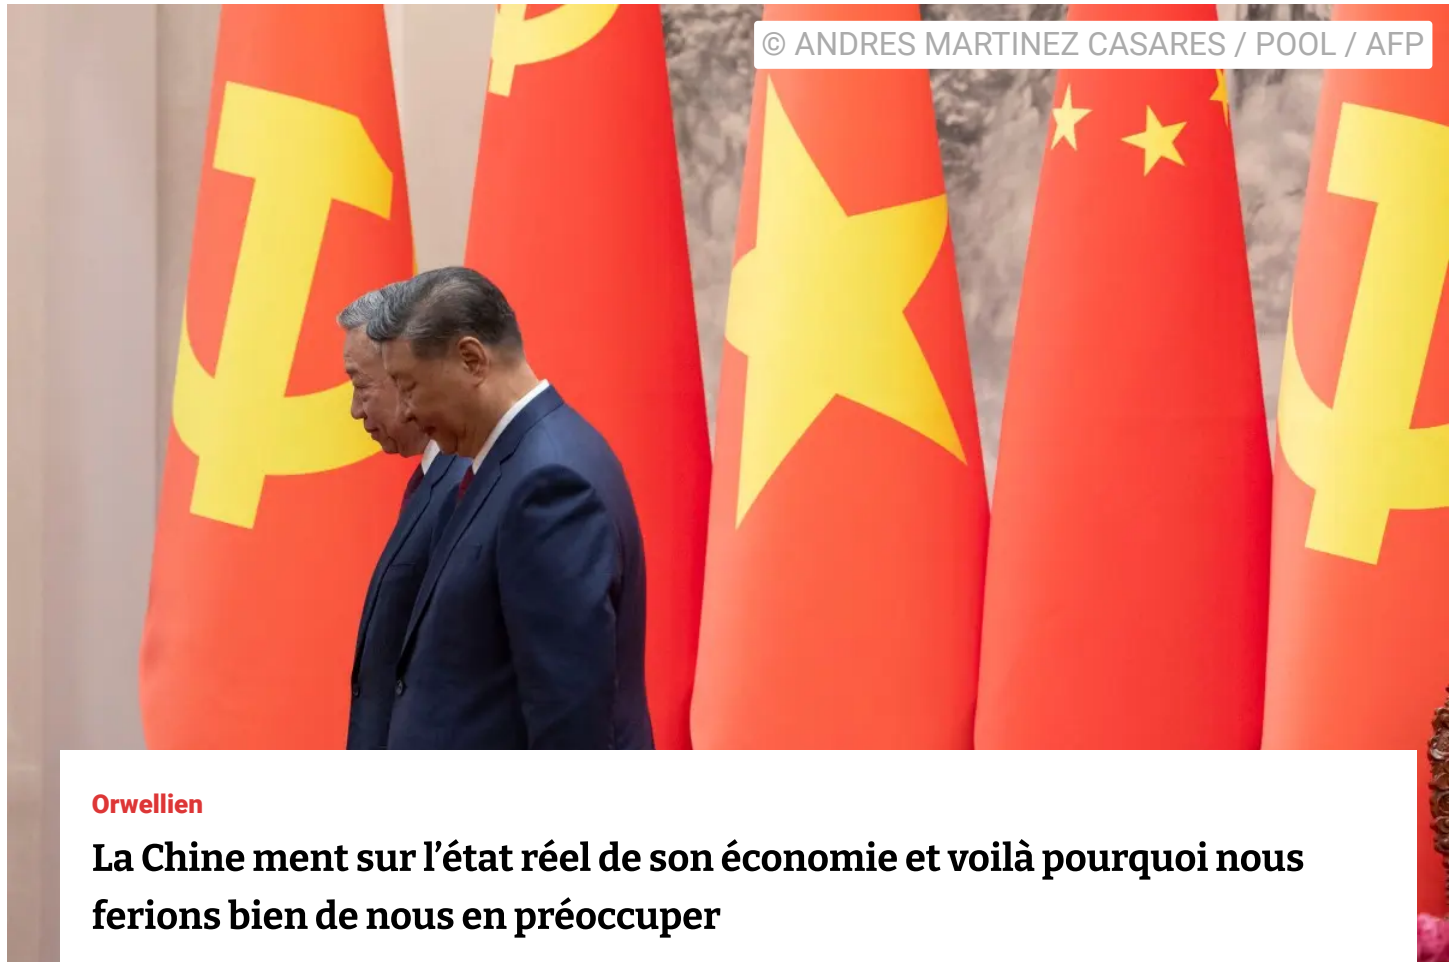 © ANDRES MARTINEZ CASARES / POOL / AFP
Orwellien
La Chine ment sur l’état réel de son économie et voilà pourquoi nous
ferions bien de nous en préoccuper